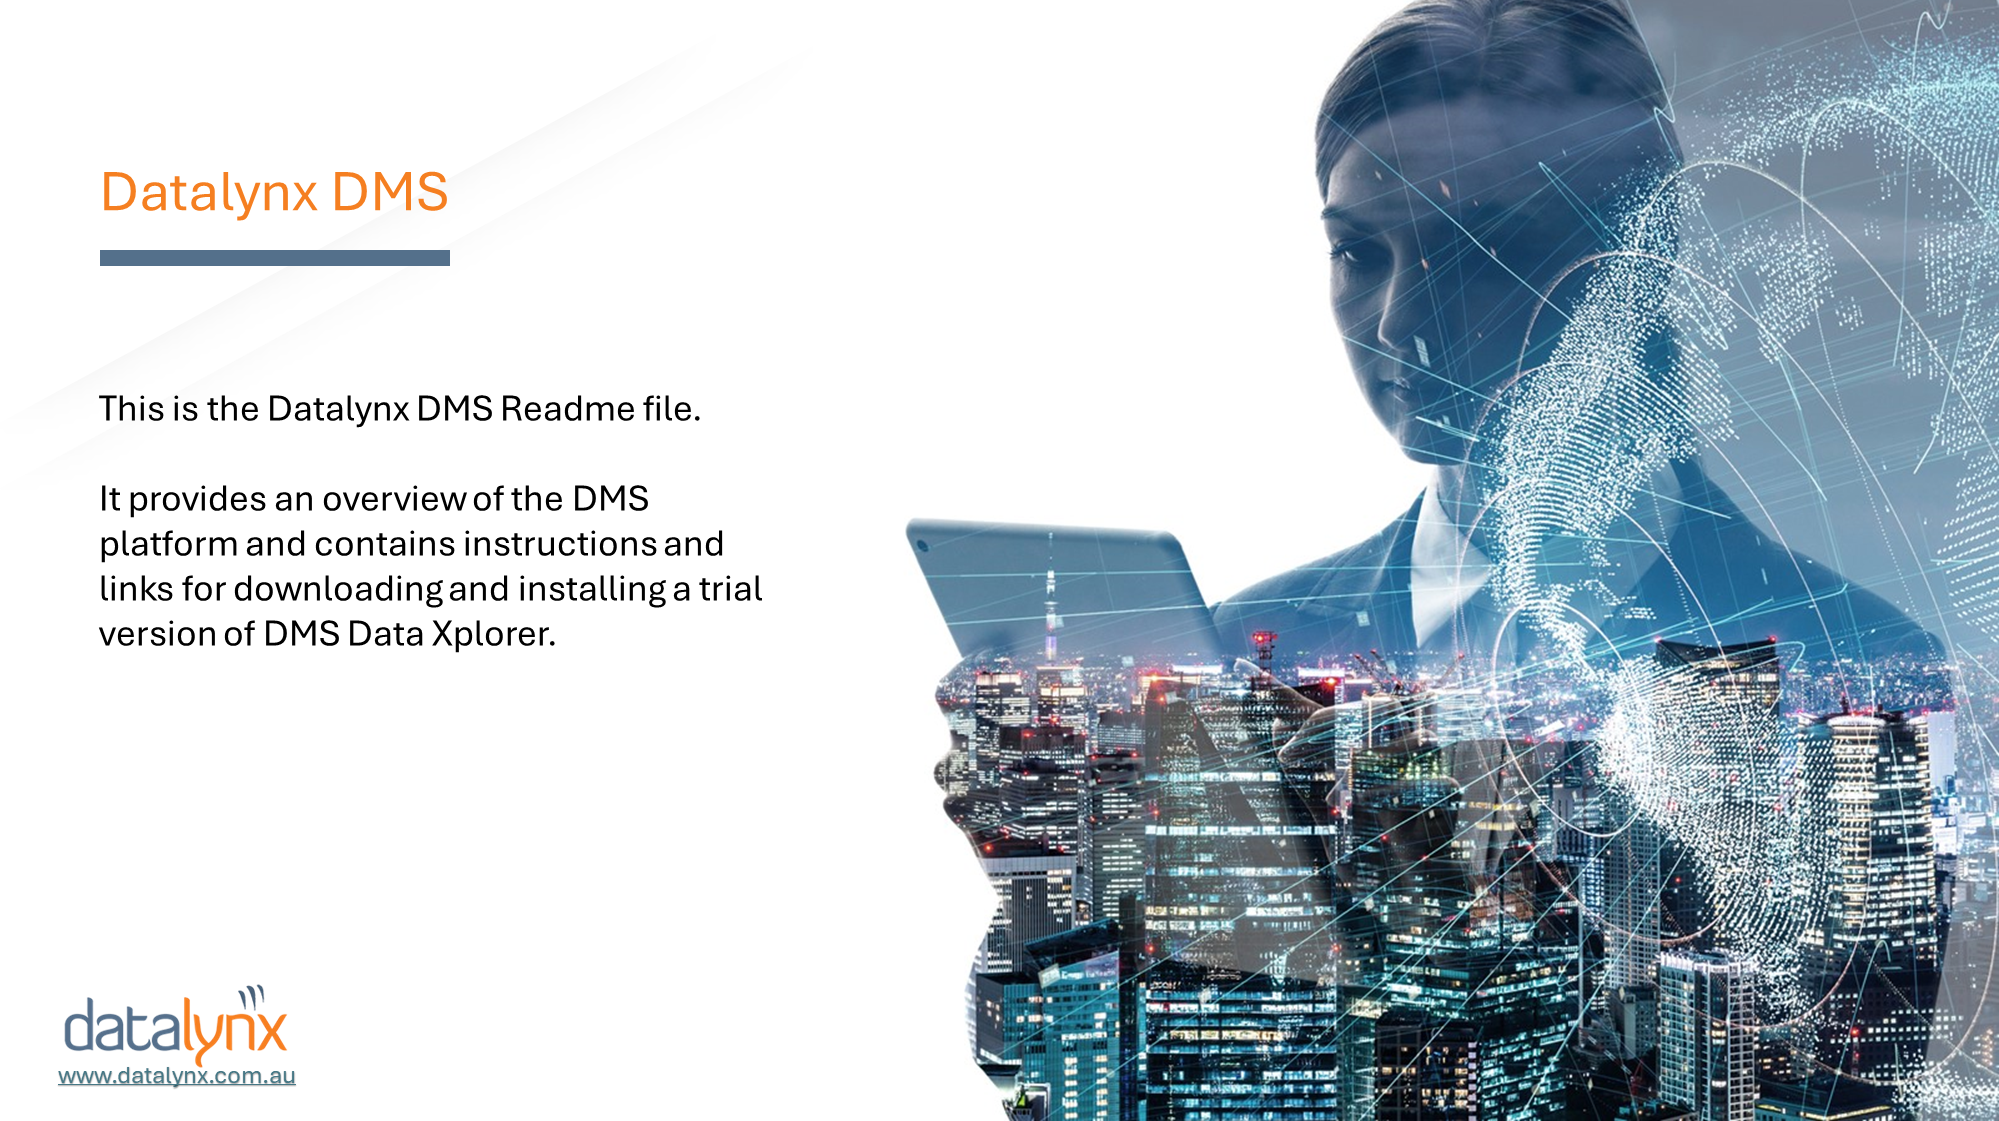 Datalynx DMS
This is the Datalynx DMS Readme file.
It provides an overview of the DMS
platform and contains instructions and
links for downloading and installing a trial
version of DMS Data Xplorer.
datalynx
www.datalynx.com.au